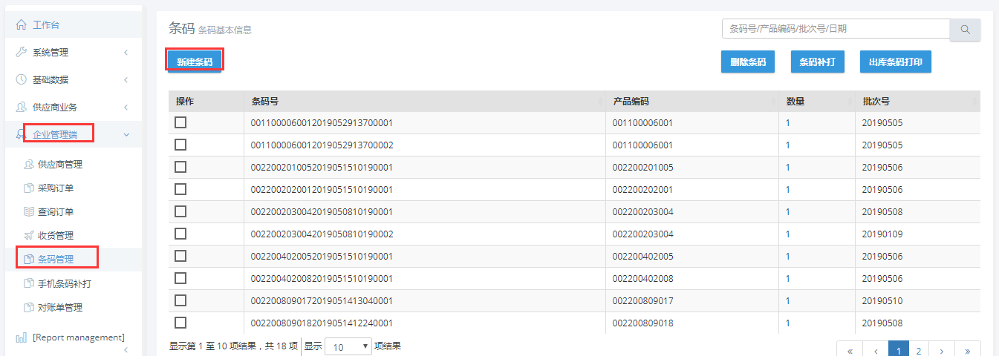 工作台
系统管理
基础数据
供应商业务
企业管理端
供应商管理
采购订单
查询订单
收货管理
条码管理
手机条码补打
对账单管理
[Report management]
条码 条码基本信息
条码号/产品编码/批次号/日期
新建条码 删除条码 条码补打 出库条码打印
操作 条码号 产品编码 数量 批次号
0011000060012019052913700001 001100006001 1 20190505
0011000060012019052913700002 001100006001 1 20190505
0022002010052019051510190001 002200201005 1 20190506
0022002020012019051510190001 002200202001 1 20190506
0022002030042019050810190001 002200203004 1 20190508
0022002030042019050810190002 002200203004 1 20190109
0022004020052019051510190001 002200402005 1 20190506
0022004020082019051510190001 002200402008 1 20190506
0022008090172019051413040001 002200809017 1 20190510
0022008090182019051412240001 002200809018 1 20190508
显示第 1 至 10 项结果，共 18 项 显示 10 项结果
« ‹ 1 2 › »